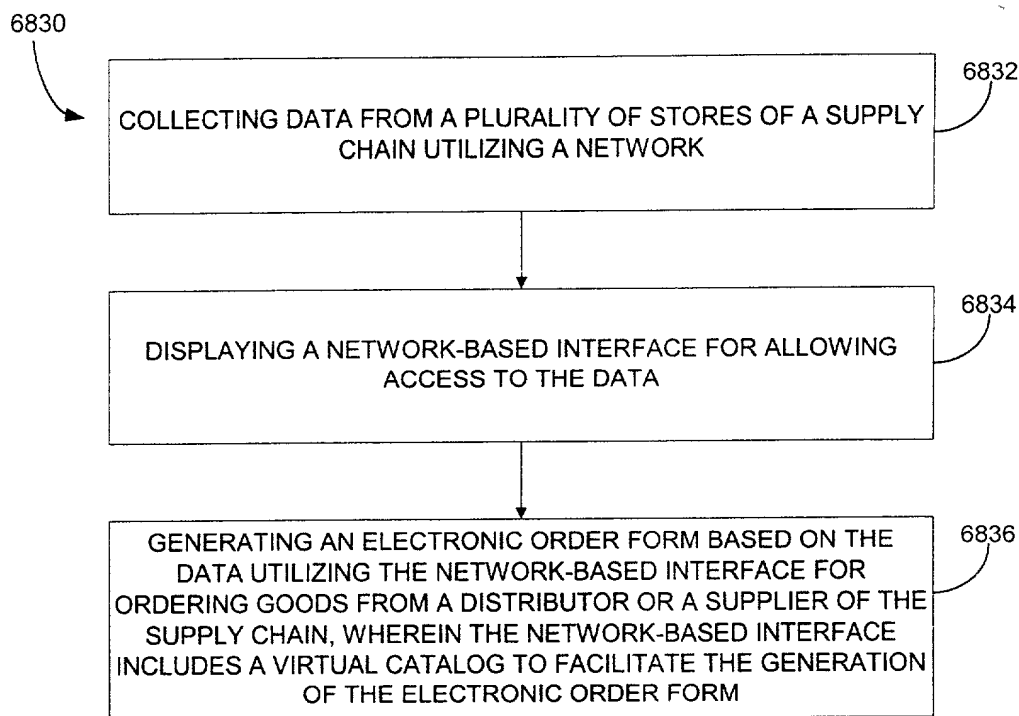 6830
6832
COLLECTING DATA FROM A PLURALITY OF STORES OF A SUPPLY
CHAIN UTILIZING A NETWORK
6834
DISPLAYING A NETWORK-BASED INTERFACE FOR ALLOWING
ACCESS TO THE DATA
6836
GENERATING AN ELECTRONIC ORDER FORM BASED ON THE
DATA UTILIZING THE NETWORK-BASED INTERFACE FOR
ORDERING GOODS FROM A DISTRIBUTOR OR A SUPPLIER OF THE
SUPPLY CHAIN, WHEREIN THE NETWORK-BASED INTERFACE
INCLUDES A VIRTUAL CATALOG TO FACILITATE THE GENERATION
OF THE ELECTRONIC ORDER FORM